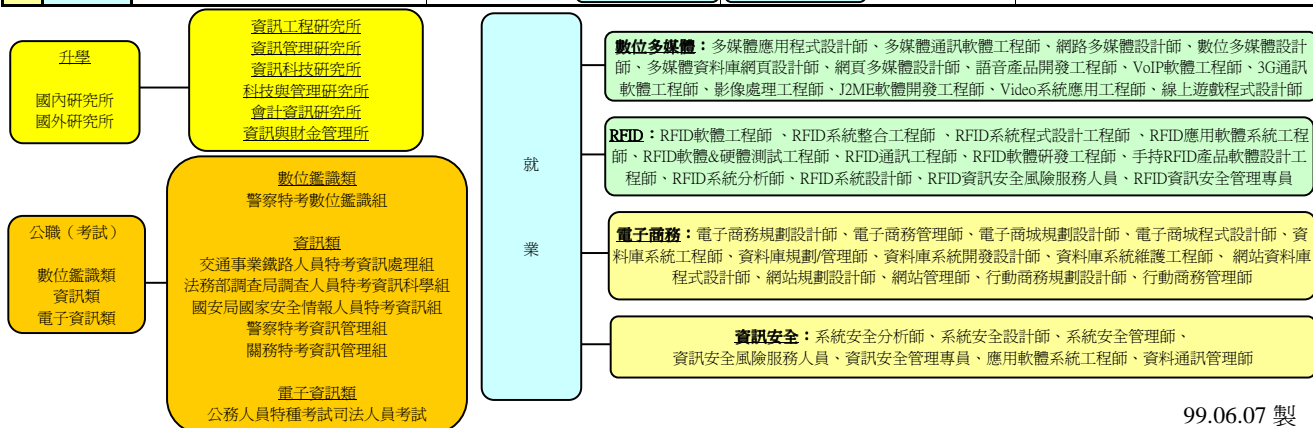 升學
國內研究所
國外研究所
資訊工程研究所
資訊管理研究所
資訊科技研究所
科技與管理研究所
會計資訊研究所
資訊與財金管理所
公職（考試）
數位鑑識類
資訊類
電子資訊類
數位鑑識類
警察特考數位鑑識組
資訊類
交通事業鐵路人員特考資訊處理組
法務部調查局調查人員特考資訊科學組
國安局國家安全情報人員特考資訊組
警察特考資訊管理組
關務特考資訊管理組
電子資訊類
公務人員特種考試司法人員考試
就
業
數位多媒體：多媒體應用程式設計師、多媒體通訊軟體工程師、網路多媒體設計師、數位多媒體設計
師、多媒體資料庫網頁設計師、網頁多媒體設計師、語音產品開發工程師、VoIP軟體工程師、3G通訊
軟體工程師、影像處理工程師、J2ME軟體開發工程師、Video系統應用工程師、線上遊戲程式設計師
RFID：RFID軟體工程師 、RFID系統整合工程師 、RFID系統程式設計工程師 、RFID應用軟體系統工程
師、RFID軟體&硬體測試工程師、RFID通訊工程師、RFID軟體研發工程師、手持RFID產品軟體設計工
程師、RFID系統分析師、RFID系統設計師、RFID資訊安全風險服務人員、RFID資訊安全管理專員
電子商務：電子商務規劃設計師、電子商務管理師、電子商城規劃設計師、電子商城程式設計師、資
料庫系統工程師、資料庫規劃/管理師、資料庫系統開發設計師、資料庫系統維護工程師、 網站資料庫
程式設計師、網站規劃設計師、網站管理師、行動商務規劃設計師、行動商務管理師
資訊安全：系統安全分析師、系統安全設計師、系統安全管理師、
資訊安全風險服務人員、資訊安全管理專員、應用軟體系統工程師、資料通訊管理師
99.06.07 製